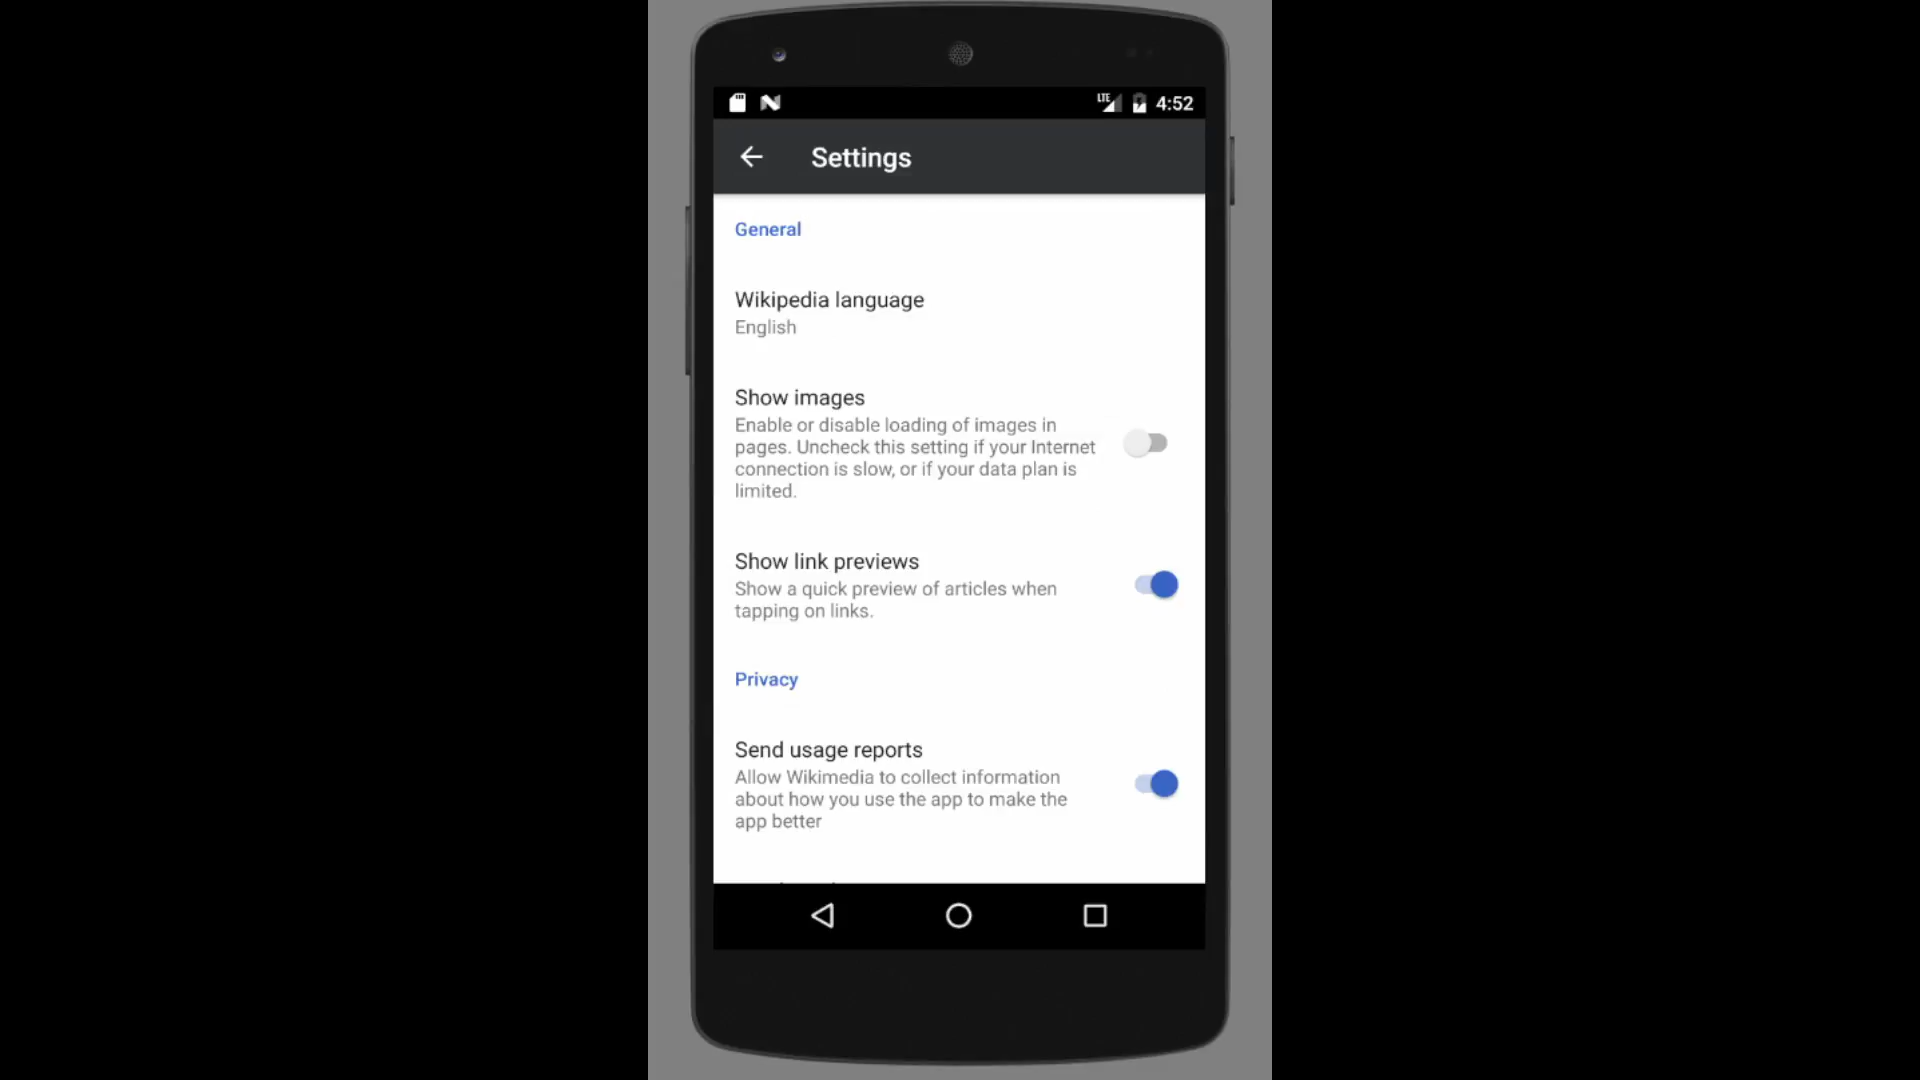 LTE 4:52
Settings
General
Wikipedia language
English
Show images
Enable or disable loading of images in
pages. Uncheck this setting if your Internet
connection is slow, or if your data plan is
limited.
Show link previews
Show a quick preview of articles when
tapping on links.
Privacy
Send usage reports
Allow Wikimedia to collect information
about how you use the app to make the
app better